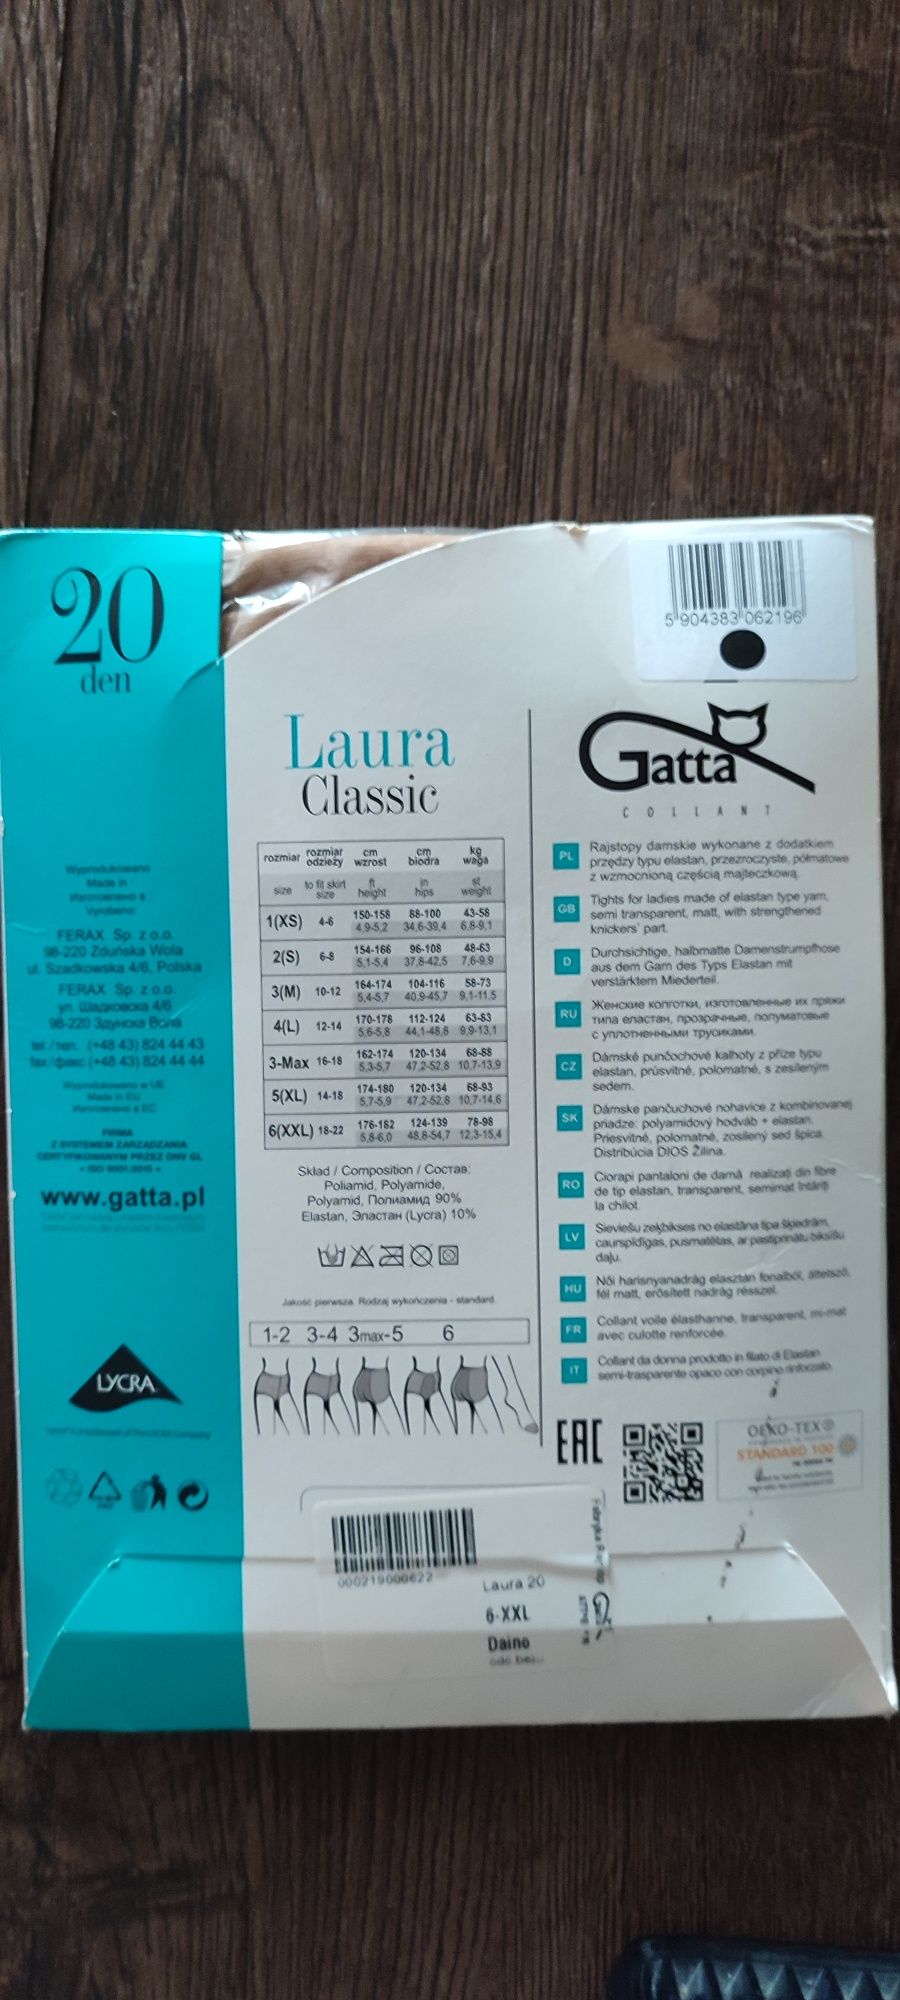 20
den
5 904383 062196
Laura
Classic
Gatta
COLLANT
rozmiar rozmiar odzieży cm wzrost cm biodra kg waga
size to fit skirt size ft height in hips st weight
1(XS) 4-6 150-158 88-100 43-58
4,9-5,2 34,6-39,4 6,8-9,1
2(S) 6-8 154-166 96-108 48-63
5,1-5,4 37,8-42,5 7,6-9,9
3(M) 10-12 164-174 104-116 58-73
5,4-5,7 40,9-45,7 9,1-11,5
4(L) 12-14 170-178 112-124 63-83
5,6-5,8 44,1-48,8 9,9-13,1
3-Max 16-18 162-174 120-134 68-88
5,3-5,7 47,2-52,8 10,7-13,9
5(XL) 14-18 174-180 120-134 68-93
5,7-5,9 47,2-52,8 10,7-14,6
6(XXL) 18-22 176-182 124-139 78-98
5,8-6,0 48,8-54,7 12,3-15,4
Skład / Composition / Состав:
Poliamid, Polyamide,
Polyamid, Полиамид 90%
Elastan, Эластан (Lycra) 10%
Jakość pierwsza. Rodzaj wykończenia - standard.
1-2 3-4 3max-5 6
PL Rajstopy damskie wykonane z dodatkiem
przędzy typu elastan, przezroczyste, półmatowe
z wzmocnioną częścią majteczkową.
GB Tights for ladies made of elastan type yarn,
semi transparent, matt, with strengthened
knickers' part.
D Durchsichtige, halbmatte Damenstrumpfhose
aus dem Garn des Typs Elastan mit
verstärktem Miederteil.
RU Женские колготки, изготовленные их пряжи
типа еластан, прозрачные, полуматовые
с уплотненными трусиками.
CZ Dámské punčochové kalhoty z příze typu
elastan, průsvitné, polomatné, s zesíleným
sedem.
SK Dámske pančuchové nohavice z kombinovanej
priadze: polyamidový hodváb + elastan.
Priesvitné, polomatné, zosilený sed špica.
Distribúcia DIOS Žilina.
RO Ciorapi pantaloni de damă realizați din fibre
de tip elastan, transparent, semimat întăriți
la chilot.
LV Sieviešu zeķbikses no elastāna tipa šķiedrām,
caurspīdīgas, pusmatētas, ar pastiprinātu biksīšu
daļu.
HU Női harisnyanadrág elasztán fonalból, áttetsző,
fél matt, erősített nadrág résszel.
FR Collant voile élasthanne, transparent, mi-mat
avec culotte renforcée.
IT Collant da donna prodotto in filato di Elastan
semi-trasparente opaco con corpino rinforzato.
EAC
OEKO-TEX®
STANDARD 100
Wyprodukowano
Made in
Изготовлено в
Vyrobeno:
FERAX Sp. z o.o.
98-220 Zduńska Wola
ul. Szadkowska 4/6, Polska
FERAX Sp. z o.o.
ул. Шадковска 4/6
98-220 Здуньска Воля
tel./тел. (+48 43) 824 44 43
fax/факс (+48 43) 824 44 44
Wyprodukowano w UE
Made in EU
Изготовлено в ЕС
FIRMA
Z SYSTEMEM ZARZĄDZANIA
CERTYFIKOWANYM PRZEZ DNV GL
= ISO 9001:2015 =
www.gatta.pl
LYCRA
000219000622
Laura 20
6-XXL
Daino
Gatta